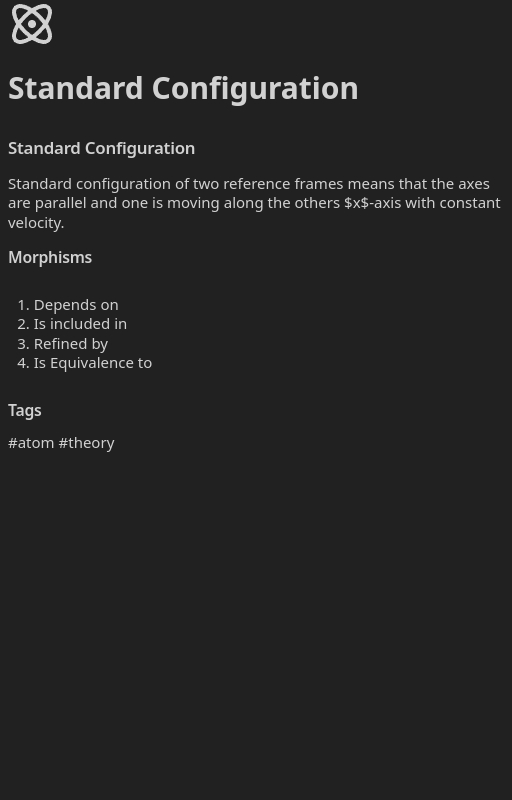 Standard Configuration
Standard Configuration
Standard configuration of two reference frames means that the axes
are parallel and one is moving along the others $x$-axis with constant
velocity.
Morphisms
1. Depends on
2. Is included in
3. Refined by
4. Is Equivalence to
Tags
#atom #theory